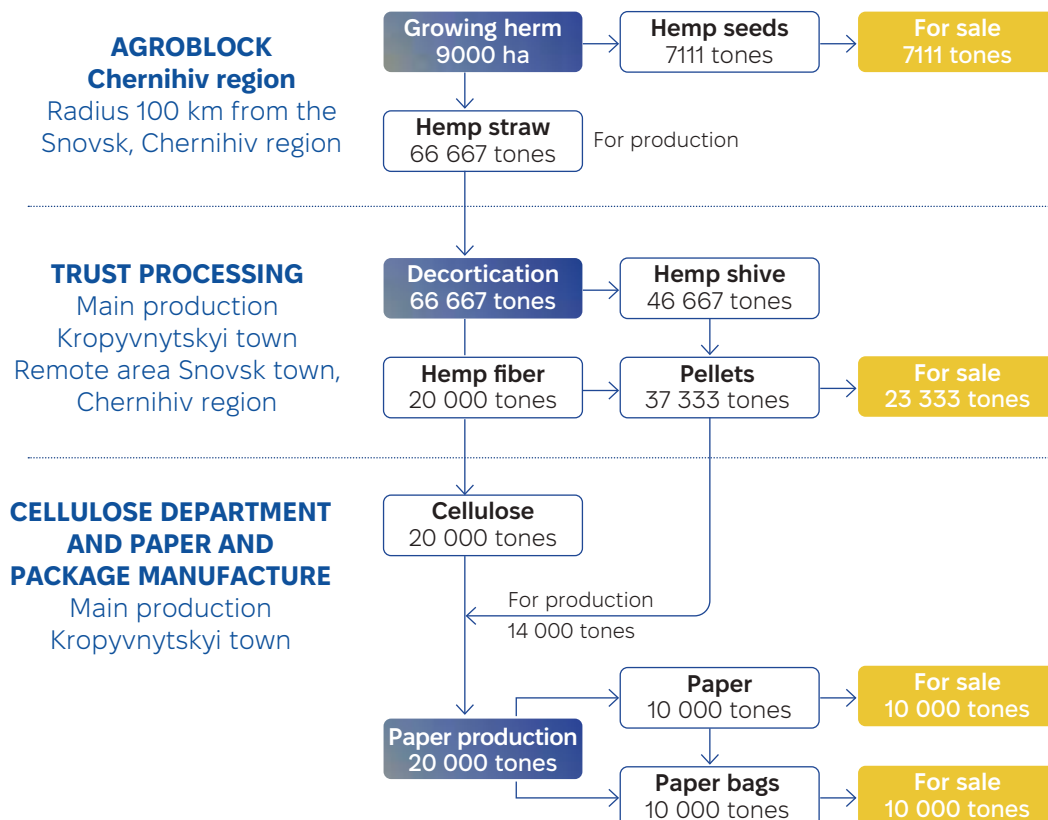 AGROBLOCK
Chernihiv region
Radius 100 km from the
Snovsk, Chernihiv region
Growing herm
9000 ha
Hemp seeds
7111 tones
For sale
7111 tones
Hemp straw
66 667 tones
For production
TRUST PROCESSING
Main production
Kropyvnytskyi town
Remote area Snovsk town,
Chernihiv region
Decortication
66 667 tones
Hemp shive
46 667 tones
Hemp fiber
20 000 tones
Pellets
37 333 tones
For sale
23 333 tones
CELLULOSE DEPARTMENT
AND PAPER AND
PACKAGE MANUFACTURE
Main production
Kropyvnytskyi town
Cellulose
20 000 tones
For production
14 000 tones
Paper production
20 000 tones
Paper
10 000 tones
For sale
10 000 tones
Paper bags
10 000 tones
For sale
10 000 tones